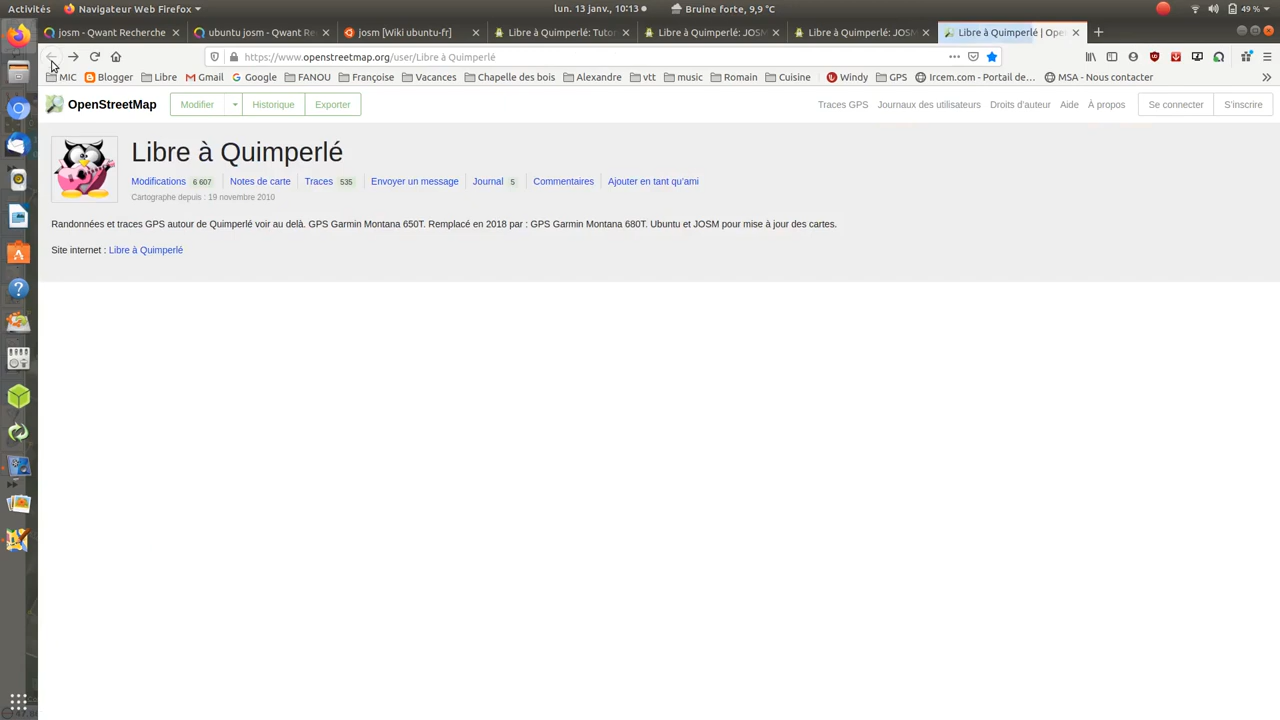 Activités Navigateur Web Firefox lun. 13 janv., 10:13 Bruine forte, 9,9 °C 49 %
josm - Qwant Recherche ubuntu josm - Qwant Re josm [Wiki ubuntu-fr] Libre à Quimperlé: Tuto Libre à Quimperlé: JOSM Libre à Quimperlé: JOSM Libre à Quimperlé | Ope
https://www.openstreetmap.org/user/Libre à Quimperlé
MIC Blogger Libre Gmail Google FANOU Françoise Vacances Chapelle des bois Alexandre vtt music Romain Cuisine Windy GPS Ircem.com - Portail de… MSA - Nous contacter
OpenStreetMap Modifier Historique Exporter Traces GPS Journaux des utilisateurs Droits d'auteur Aide À propos Se connecter S'inscrire
Libre à Quimperlé
Modifications 6 607 Notes de carte Traces 535 Envoyer un message Journal 5 Commentaires Ajouter en tant qu'ami
Cartographe depuis : 19 novembre 2010
Randonnées et traces GPS autour de Quimperlé voir au delà. GPS Garmin Montana 650T. Remplacé en 2018 par : GPS Garmin Montana 680T. Ubuntu et JOSM pour mise à jour des cartes.
Site internet : Libre à Quimperlé